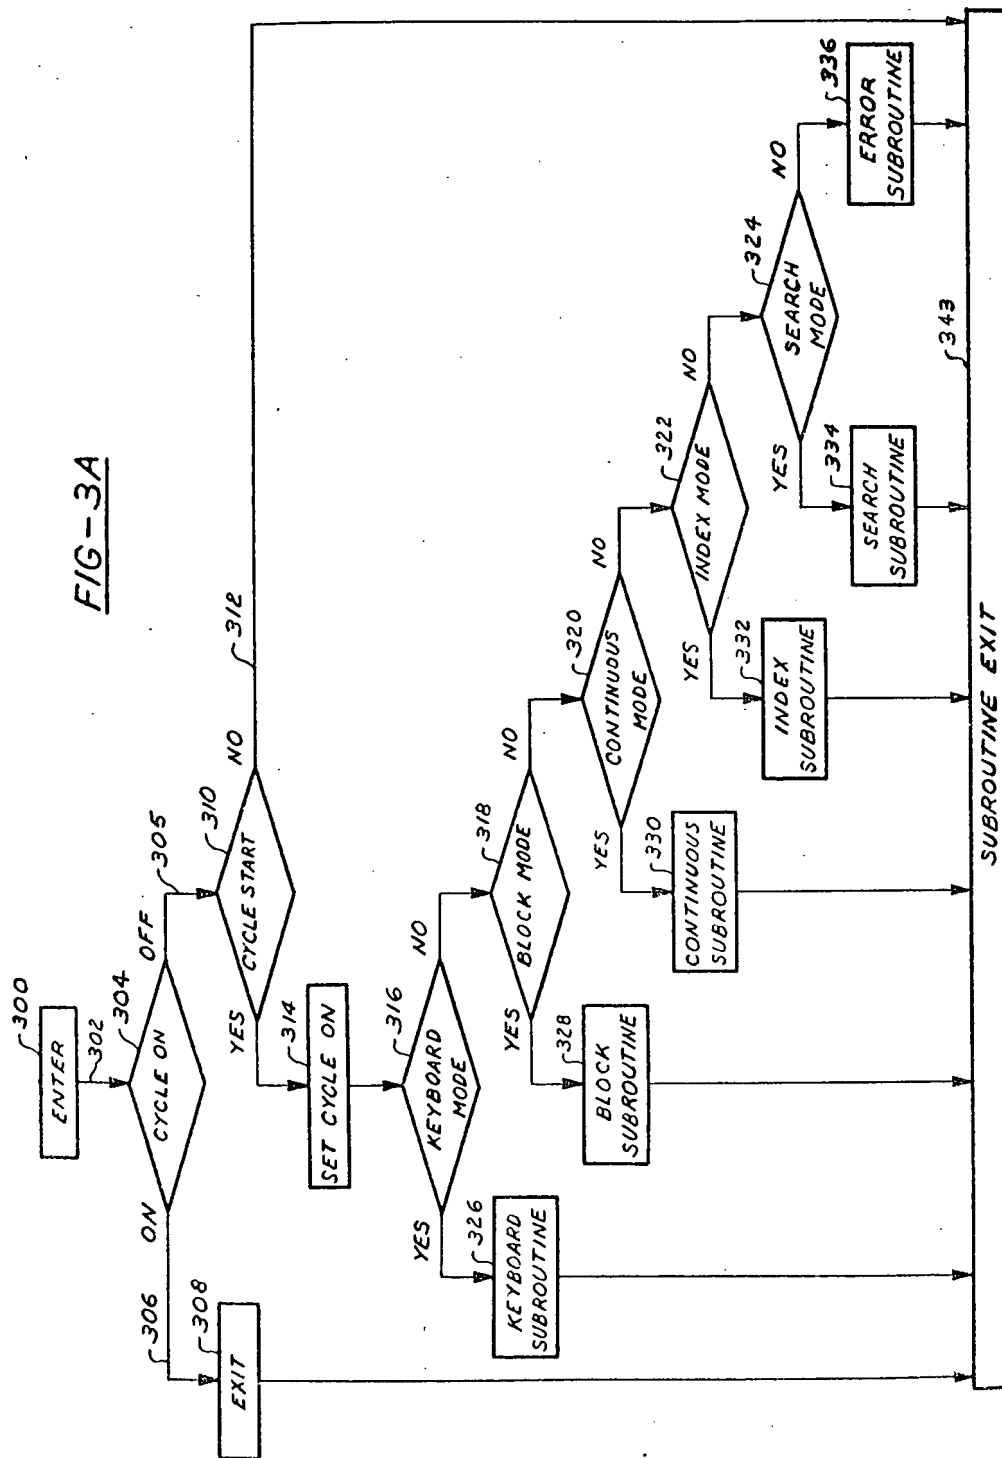 FIG-3A
300
ENTER
302
304
CYCLE ON
ON
OFF
305
306
308
EXIT
310
CYCLE START
YES
NO
312
314
SET CYCLE ON
316
KEYBOARD
MODE
YES
NO
326
KEYBOARD
SUBROUTINE
318
BLOCK MODE
YES
NO
328
BLOCK
SUBROUTINE
320
CONTINUOUS
MODE
YES
NO
330
CONTINUOUS
SUBROUTINE
322
INDEX MODE
YES
NO
332
INDEX
SUBROUTINE
324
SEARCH
MODE
YES
NO
334
SEARCH
SUBROUTINE
336
ERROR
SUBROUTINE
343
SUBROUTINE EXIT